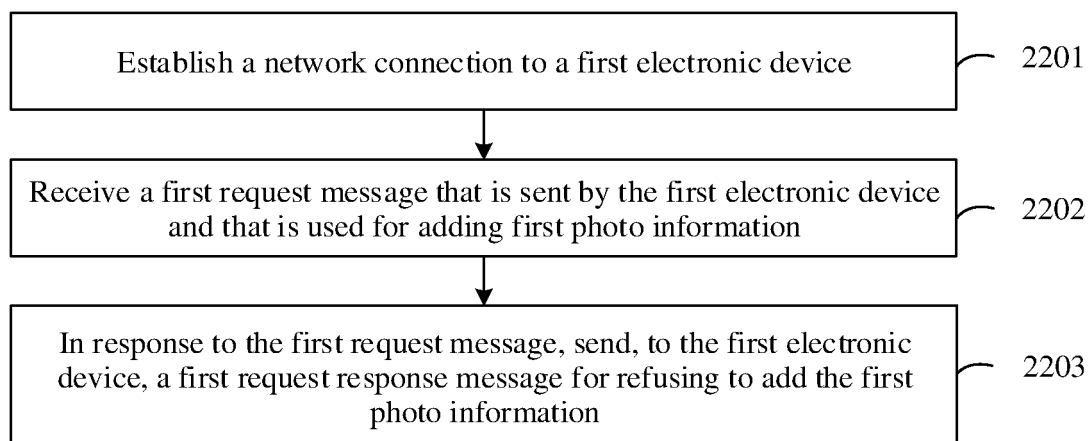 Establish a network connection to a first electronic device
2201
Receive a first request message that is sent by the first electronic device
and that is used for adding first photo information
2202
In response to the first request message, send, to the first electronic
device, a first request response message for refusing to add the first
photo information
2203